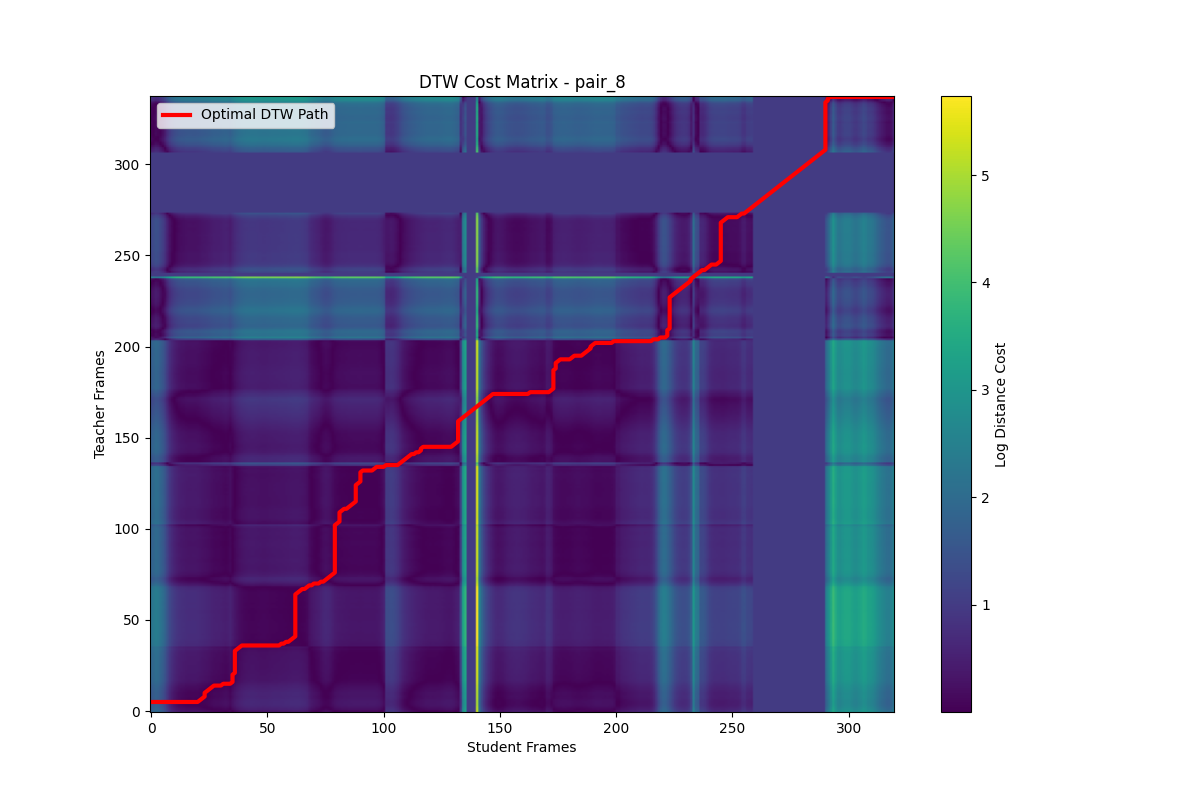 DTW Cost Matrix - pair_8
Optimal DTW Path
300
250
200
150
100
50
0
Teacher Frames
0 50 100 150 200 250 300
Student Frames
5
4
3
2
1
Log Distance Cost